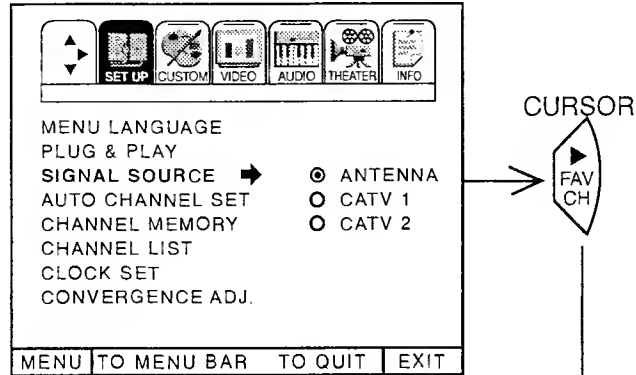 SET UP CUSTOM VIDEO AUDIO THEATER INFO
MENU LANGUAGE
PLUG & PLAY
SIGNAL SOURCE ANTENNA
AUTO CHANNEL SET CATV 1
CHANNEL MEMORY CATV 2
CHANNEL LIST
CLOCK SET
CONVERGENCE ADJ.
MENU TO MENU BAR TO QUIT EXIT
CURSOR
FAV
CH